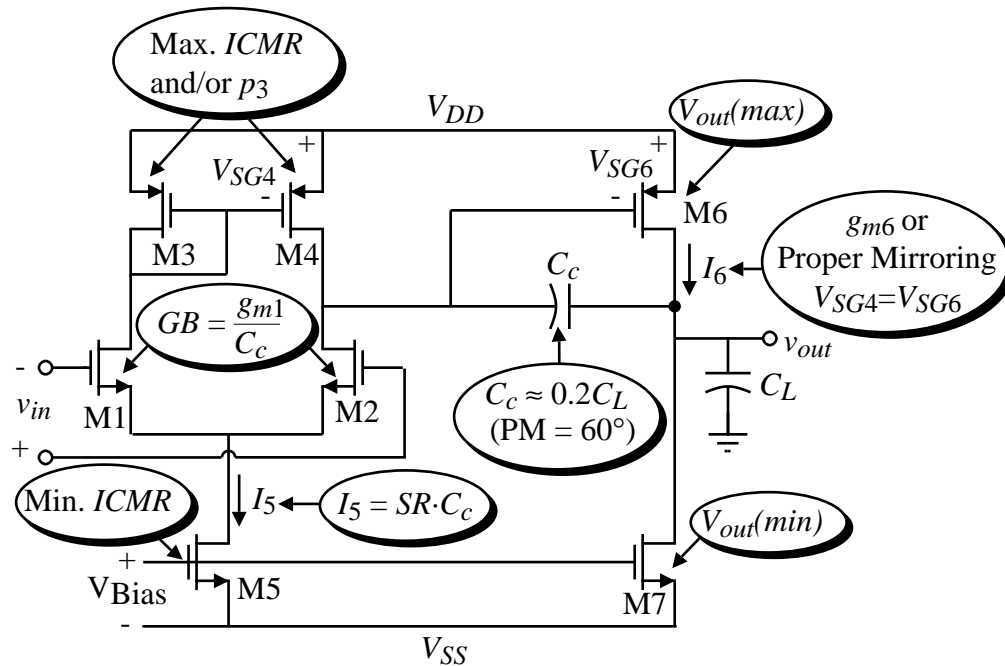 Max. ICMR
and/or p3
VDD
Vout(max)
VSG4
+
-
VSG6
+
-
M3
M4
M6
gm6 or
Proper Mirroring
VSG4=VSG6
I6
Cc
GB = gm1/Cc
-
vin
+
M1
M2
Cc ≈ 0.2CL
(PM = 60°)
vout
CL
Min. ICMR
I5
I5 = SR·Cc
Vout(min)
+
VBias
-
M5
M7
VSS